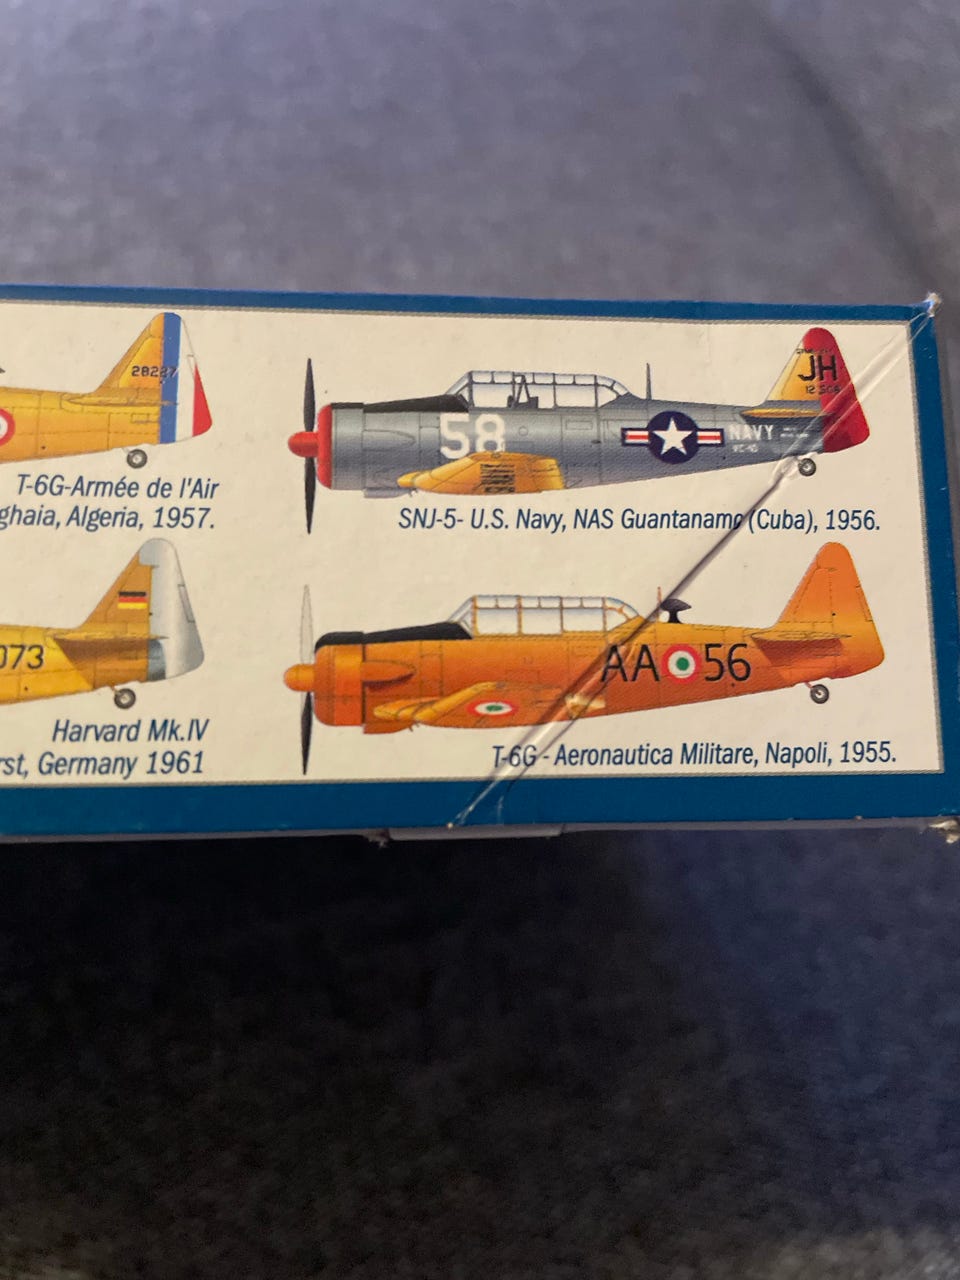 28227
T-6G-Armée de l'Air
ghaia, Algeria, 1957.
JH
58
NAVY
SNJ-5- U.S. Navy, NAS Guantanamo (Cuba), 1956.
073
Harvard Mk.IV
rst, Germany 1961
AA 56
T-6G - Aeronautica Militare, Napoli, 1955.